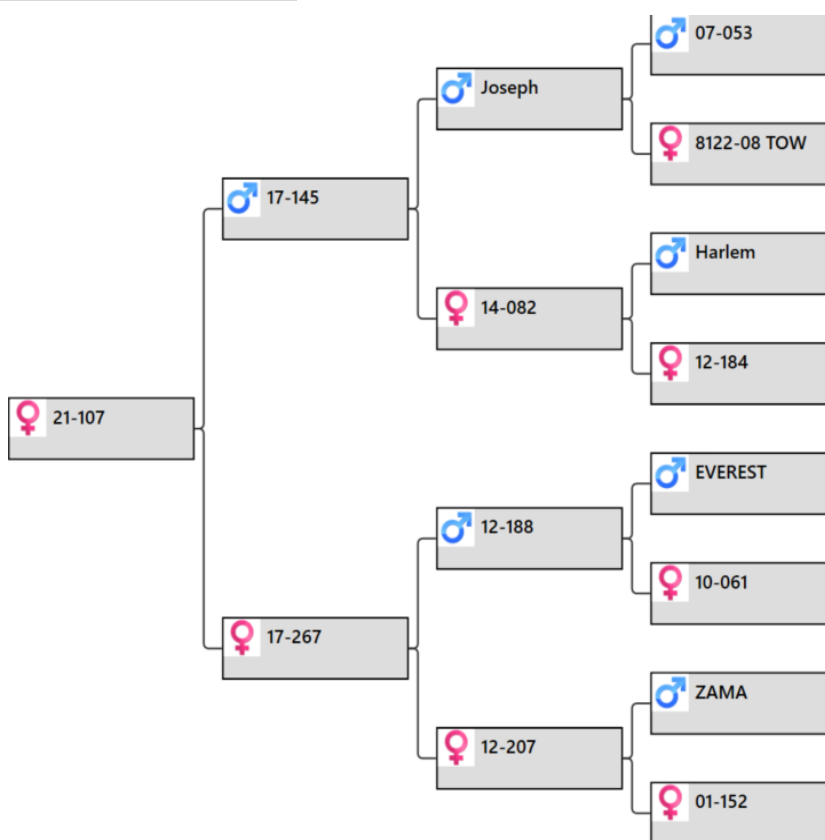 07-053
Joseph
8122-08 TOW
17-145
Harlem
14-082
12-184
21-107
EVEREST
12-188
10-061
17-267
ZAMA
12-207
01-152